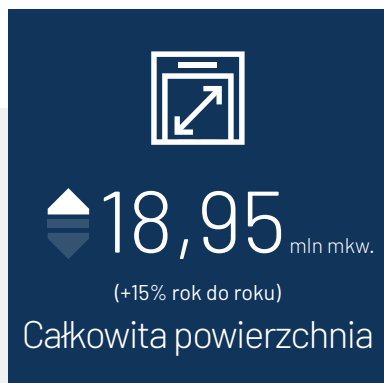 18,95 mln mkw.
(+15% rok do roku)
Całkowita powierzchnia